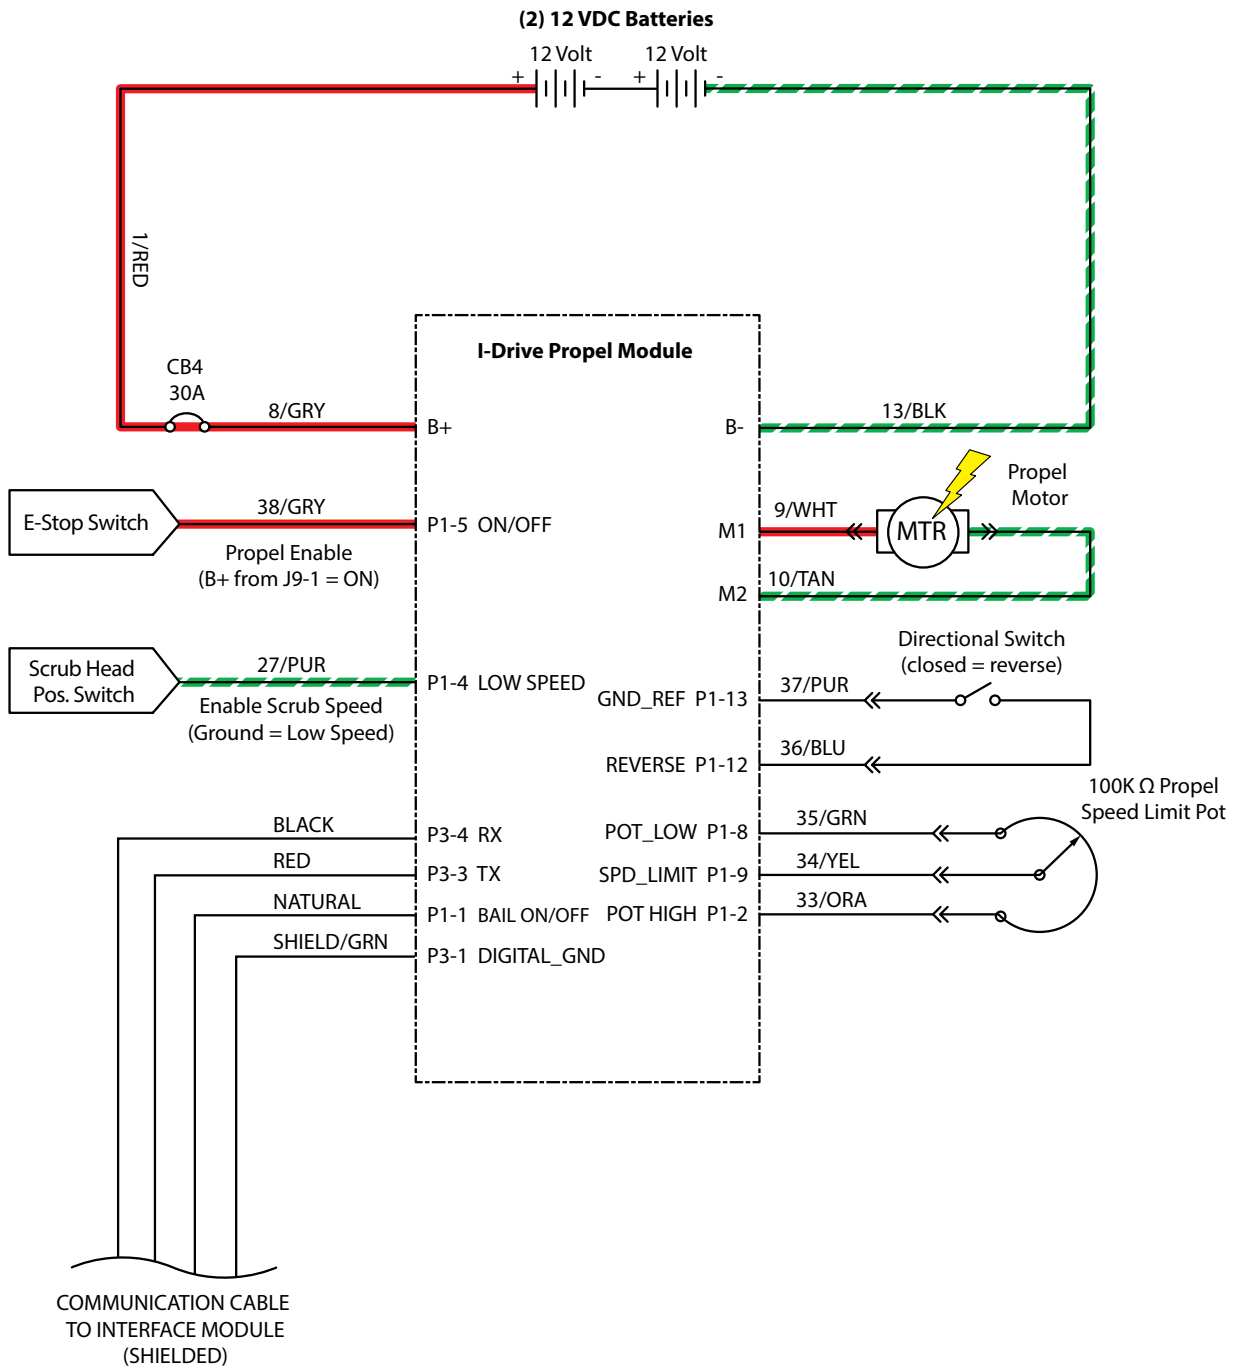 (2) 12 VDC Batteries
12 Volt
12 Volt
+
-
+
-
1/RED
I-Drive Propel Module
CB4
30A
8/GRY
B+
B-
13/BLK
E-Stop Switch
38/GRY
P1-5 ON/OFF
Propel Enable
(B+ from J9-1 = ON)
Propel
Motor
9/WHT
M1
MTR
M2
10/TAN
Scrub Head
Pos. Switch
27/PUR
P1-4 LOW SPEED
Enable Scrub Speed
(Ground = Low Speed)
Directional Switch
(closed = reverse)
GND_REF P1-13
37/PUR
REVERSE P1-12
36/BLU
100K Ω Propel
Speed Limit Pot
BLACK
P3-4 RX
POT_LOW P1-8
35/GRN
RED
P3-3 TX
SPD_LIMIT P1-9
34/YEL
NATURAL
P1-1 BAIL ON/OFF
POT HIGH P1-2
33/ORA
SHIELD/GRN
P3-1 DIGITAL_GND
COMMUNICATION CABLE
TO INTERFACE MODULE
(SHIELDED)